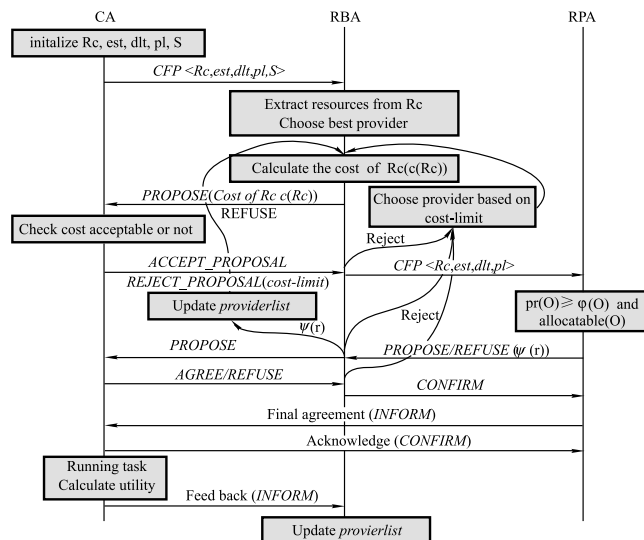 CA RBA RPA
initalize Rc, est, dlt, pl, S
CFP <Rc,est,dlt,pl,S>
Extract resources from Rc
Choose best provider
Calculate the cost of Rc(c(Rc))
PROPOSE(Cost of Rc c(Rc))
REFUSE
Choose provider based on
cost-limit
Check cost acceptable or not
Reject
ACCEPT_PROPOSAL
CFP <Rc,est,dlt,pl>
REJECT_PROPOSAL(cost-limit)
Update providerlist
pr(O)≥φ(O) and
allocatable(O)
Reject
ψ(r)
PROPOSE
PROPOSE/REFUSE (ψ(r))
AGREE/REFUSE
CONFIRM
Final agreement (INFORM)
Acknowledge (CONFIRM)
Running task
Calculate utility
Feed back (INFORM)
Update provierlist